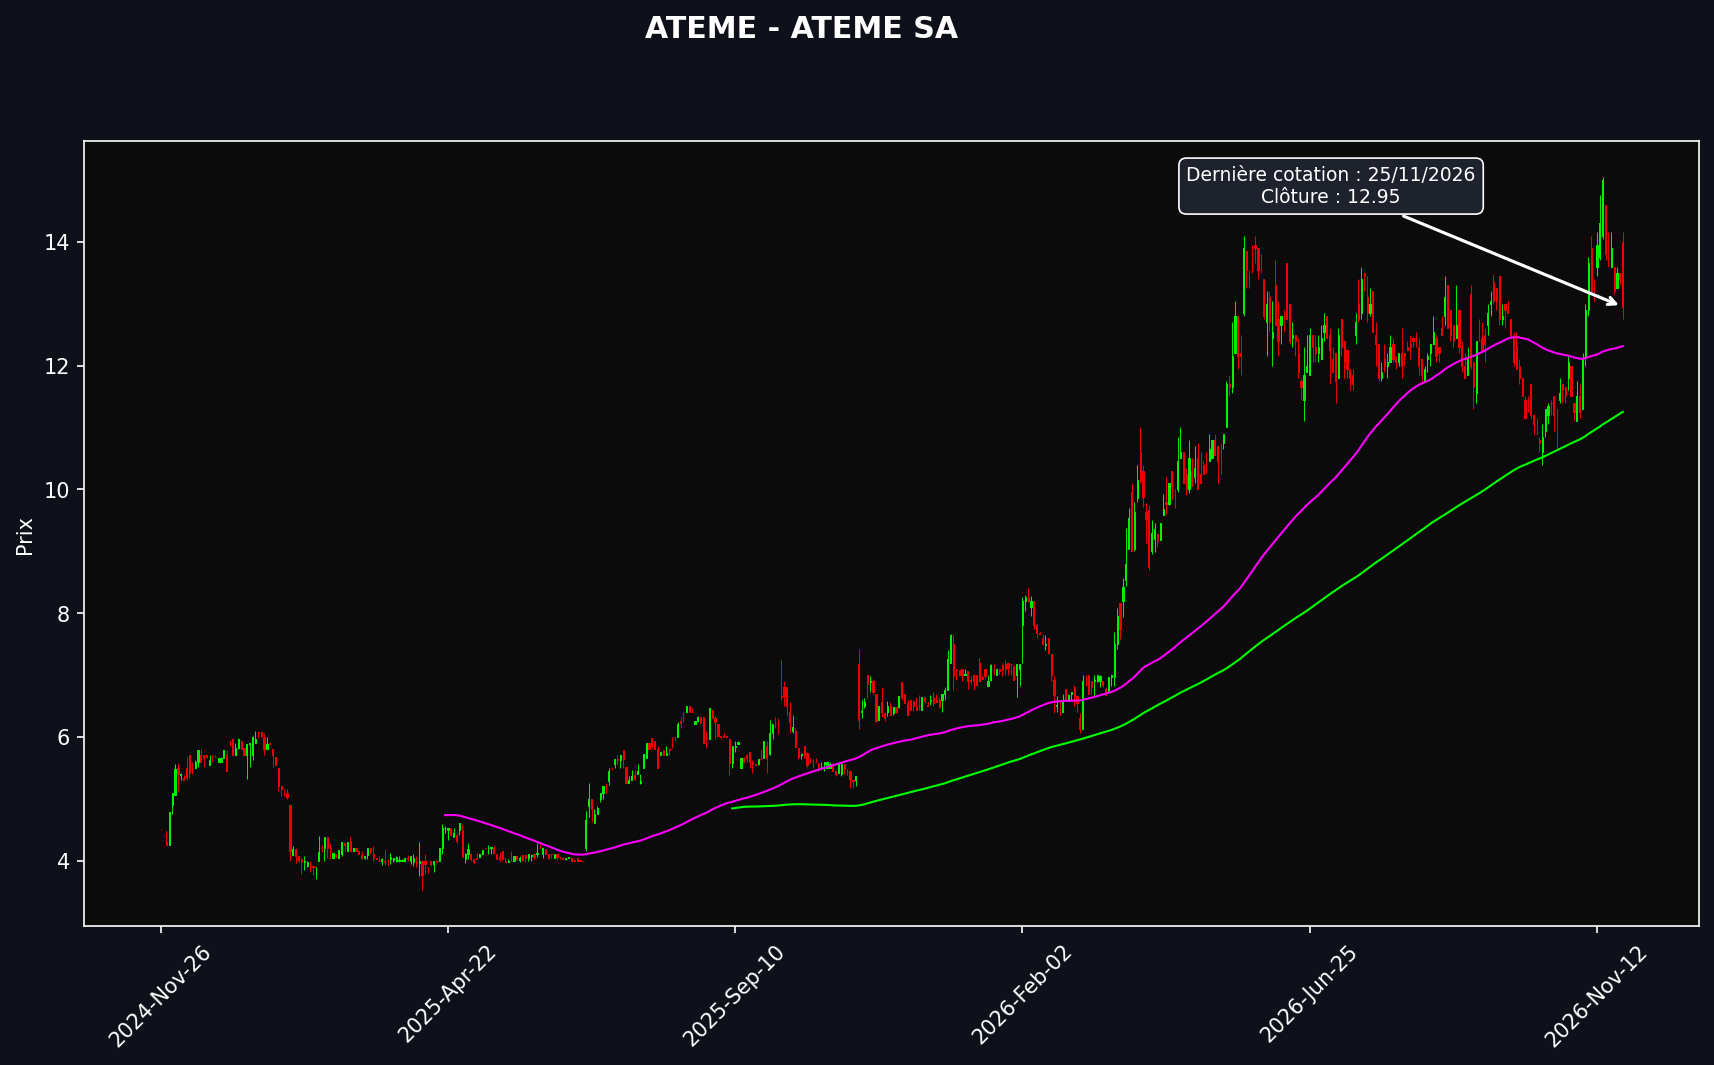 ATEME - ATEME SA
Dernière cotation : 25/11/2026
Clôture : 12.95
Prix
14
12
10
8
6
4
2024-Nov-26
2025-Apr-22
2025-Sep-10
2026-Feb-02
2026-Jun-25
2026-Nov-12